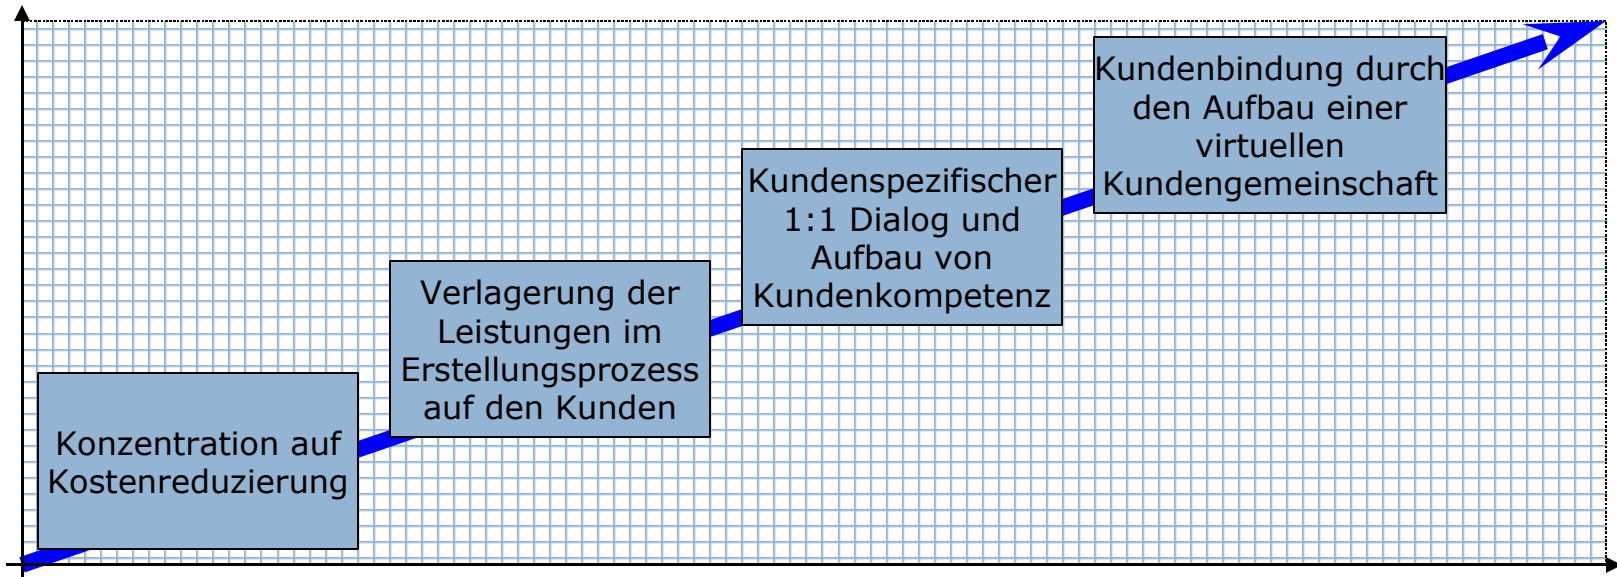 Konzentration auf
Kostenreduzierung
Verlagerung der
Leistungen im
Erstellungsprozess
auf den Kunden
Kundenspezifischer
1:1 Dialog und
Aufbau von
Kundenkompetenz
Kundenbindung durch
den Aufbau einer
virtuellen
Kundengemeinschaft